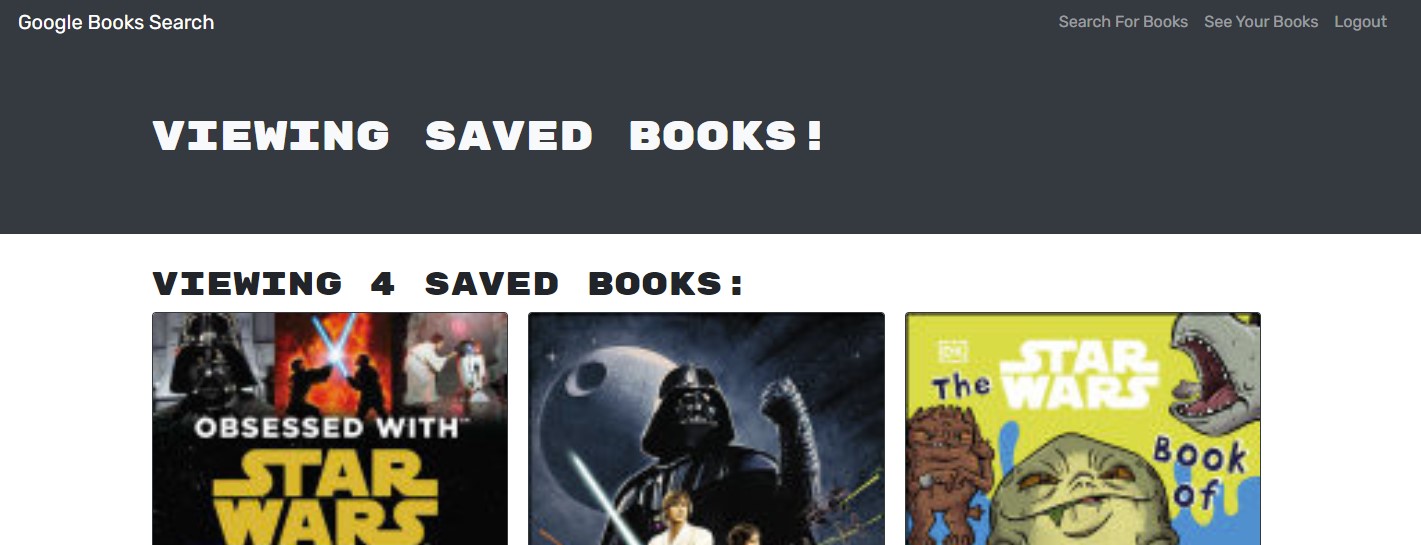 Google Books Search
Search For Books See Your Books Logout
VIEWING SAVED BOOKS!
VIEWING 4 SAVED BOOKS:
OBSESSED WITH™
STAR
WARS
DK
The
STAR
WARS
Book
of